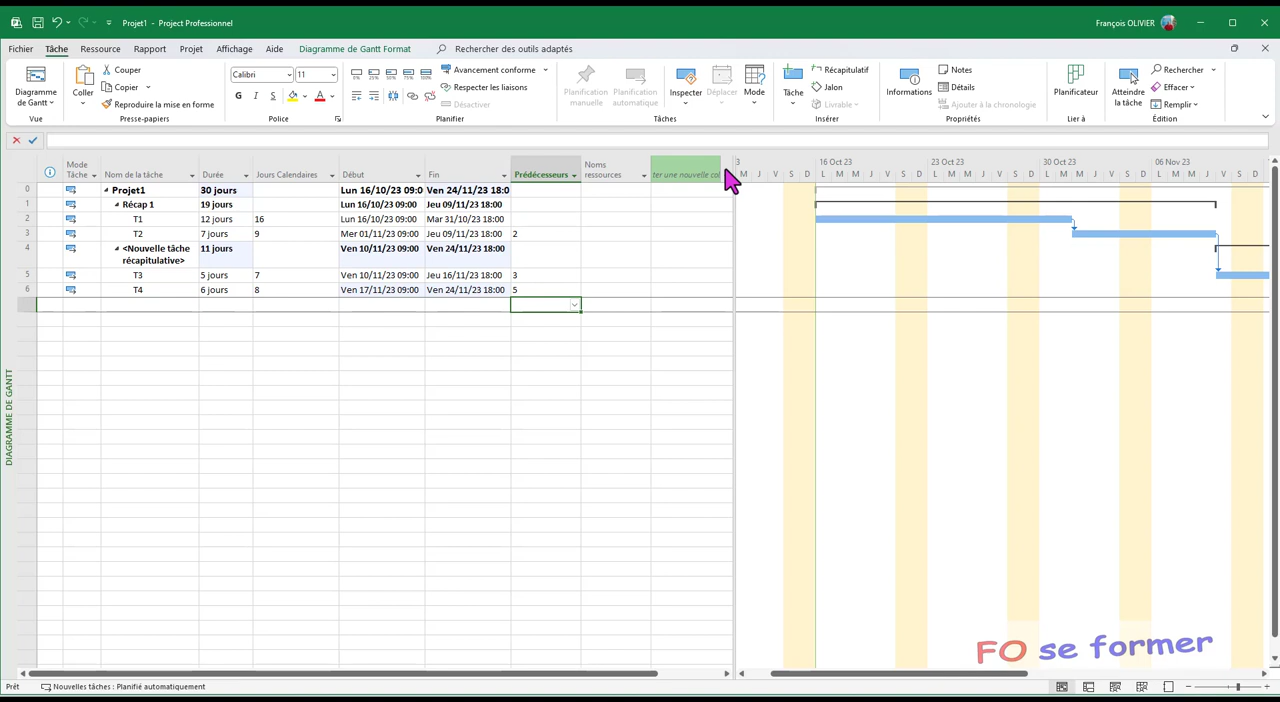 Projet1 - Project Professionnel
François OLIVIER
Fichier Tâche Ressource Rapport Projet Affichage Aide Diagramme de Gantt Format Rechercher des outils adaptés
Diagramme de Gantt
Coller
Couper
Copier
Reproduire la mise en forme
Calibri 11
G I S
0% 25% 50% 75% 100%
Avancement conforme
Respecter les liaisons
Désactiver
Planification manuelle
Planification automatique
Inspecter
Déplacer
Mode
Tâche
Récapitulatif
Jalon
Livrable
Informations
Notes
Détails
Ajouter à la chronologie
Planificateur
Atteindre la tâche
Rechercher
Effacer
Remplir
Vue Presse-papiers Police Planifier Tâches Insérer Propriétés Lier à Édition
Mode Tâche Nom de la tâche Durée Jours Calendaires Début Fin Prédécesseurs Noms ressources ter une nouvelle col
3 16 Oct 23 23 Oct 23 30 Oct 23 06 Nov 23
M J V S D L M M J V S D L M M J V S D L M M J V S D L M M J V S D
0 Projet1 30 jours Lun 16/10/23 09:0 Ven 24/11/23 18:0
1 Récap 1 19 jours Lun 16/10/23 09:00 Jeu 09/11/23 18:00
2 T1 12 jours 16 Lun 16/10/23 09:00 Mar 31/10/23 18:00
3 T2 7 jours 9 Mer 01/11/23 09:00 Jeu 09/11/23 18:00 2
4 <Nouvelle tâche récapitulative> 11 jours Ven 10/11/23 09:00 Ven 24/11/23 18:00
5 T3 5 jours 7 Ven 10/11/23 09:00 Jeu 16/11/23 18:00 3
6 T4 6 jours 8 Ven 17/11/23 09:00 Ven 24/11/23 18:00 5
DIAGRAMME DE GANTT
FO se former
Prêt Nouvelles tâches : Planifié automatiquement